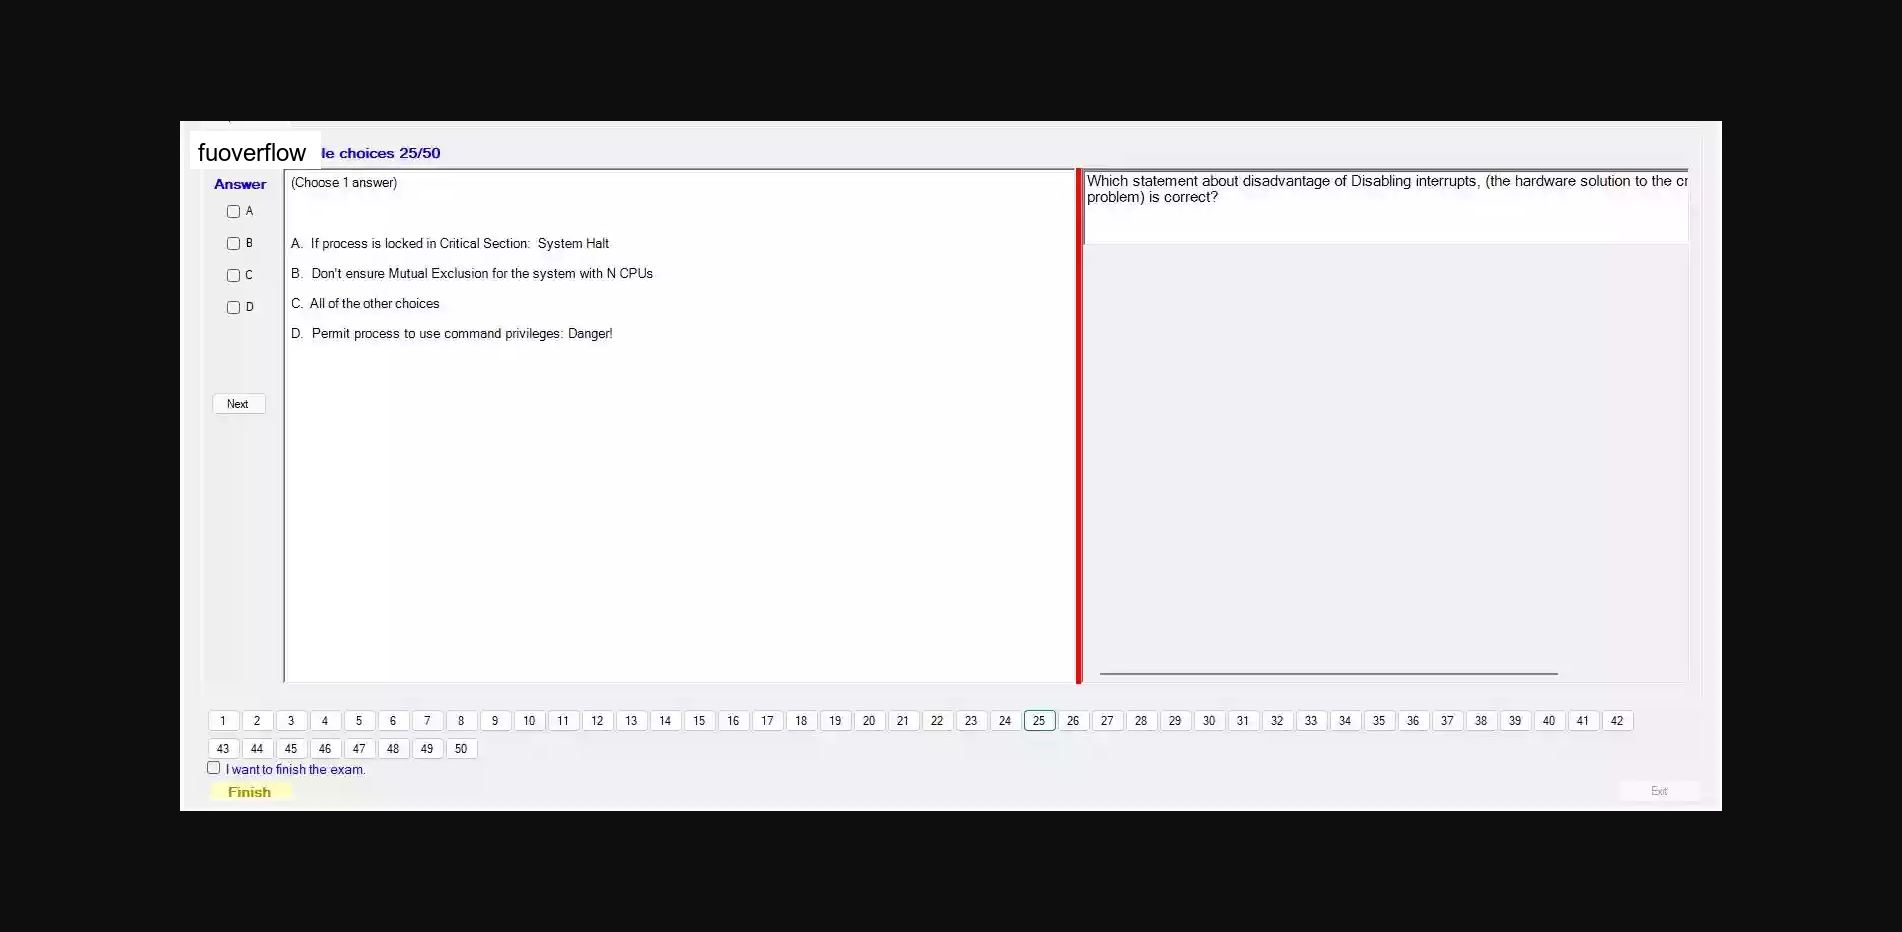 fuoverflow le choices 25/50
Answer
A
B
C
D
Next
(Choose 1 answer)
A. If process is locked in Critical Section: System Halt
B. Don't ensure Mutual Exclusion for the system with N CPUs
C. All of the other choices
D. Permit process to use command privileges: Danger!
Which statement about disadvantage of Disabling interrupts, (the hardware solution to the cr
problem) is correct?
1 2 3 4 5 6 7 8 9 10 11 12 13 14 15 16 17 18 19 20 21 22 23 24 25 26 27 28 29 30 31 32 33 34 35 36 37 38 39 40 41 42
43 44 45 46 47 48 49 50
I want to finish the exam.
Finish
Exit